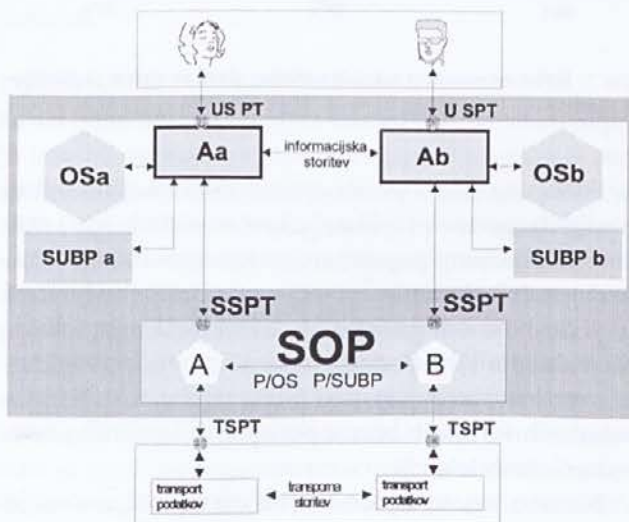 US PT
U SPT
Aa
informacijska
storitev
Ab
OSa
OSb
SUBP a
SUBP b
SSPT
SSPT
SOP
A
P/OS P/SUBP
B
TSPT
TSPT
transport
podatkov
transporna
storitev
transport
podatkov